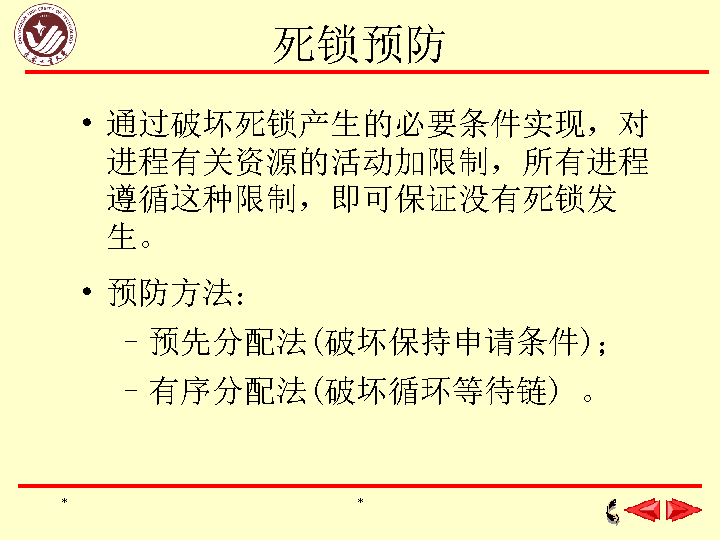 死锁预防
• 通过破坏死锁产生的必要条件实现，对
进程有关资源的活动加限制，所有进程
遵循这种限制，即可保证没有死锁发
生。
• 预防方法：
– 预先分配法(破坏保持申请条件)；
– 有序分配法(破坏循环等待链) 。
*
*